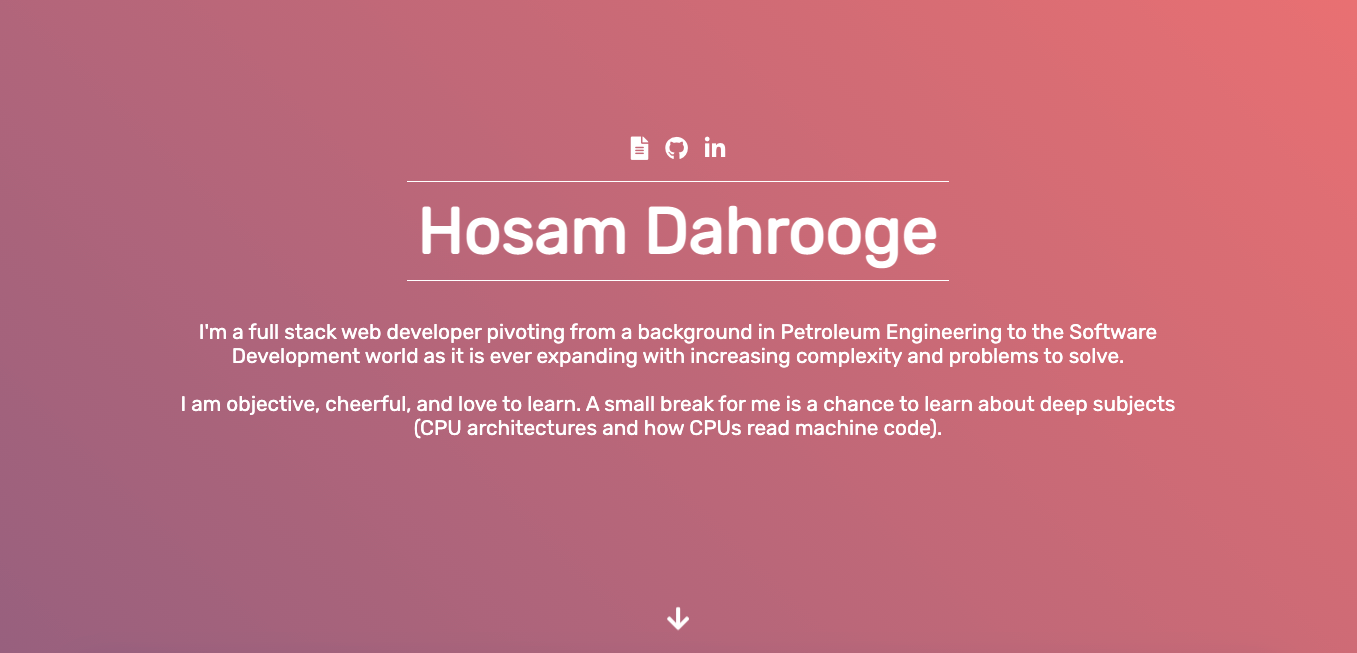 Hosam Dahrooge
I'm a full stack web developer pivoting from a background in Petroleum Engineering to the Software
Development world as it is ever expanding with increasing complexity and problems to solve.
I am objective, cheerful, and love to learn. A small break for me is a chance to learn about deep subjects
(CPU architectures and how CPUs read machine code).